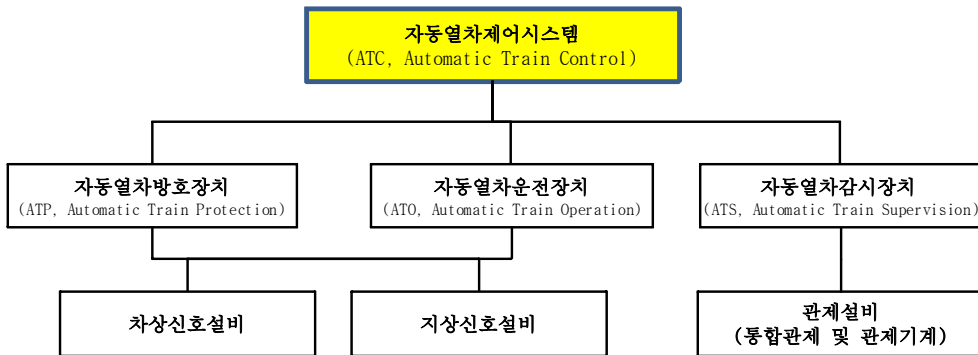 자동열차제어시스템
(ATC, Automatic Train Control)
자동열차방호장치
(ATP, Automatic Train Protection)
자동열차운전장치
(ATO, Automatic Train Operation)
자동열차감시장치
(ATS, Automatic Train Supervision)
차상신호설비
지상신호설비
관제설비
(통합관제 및 관제기계)